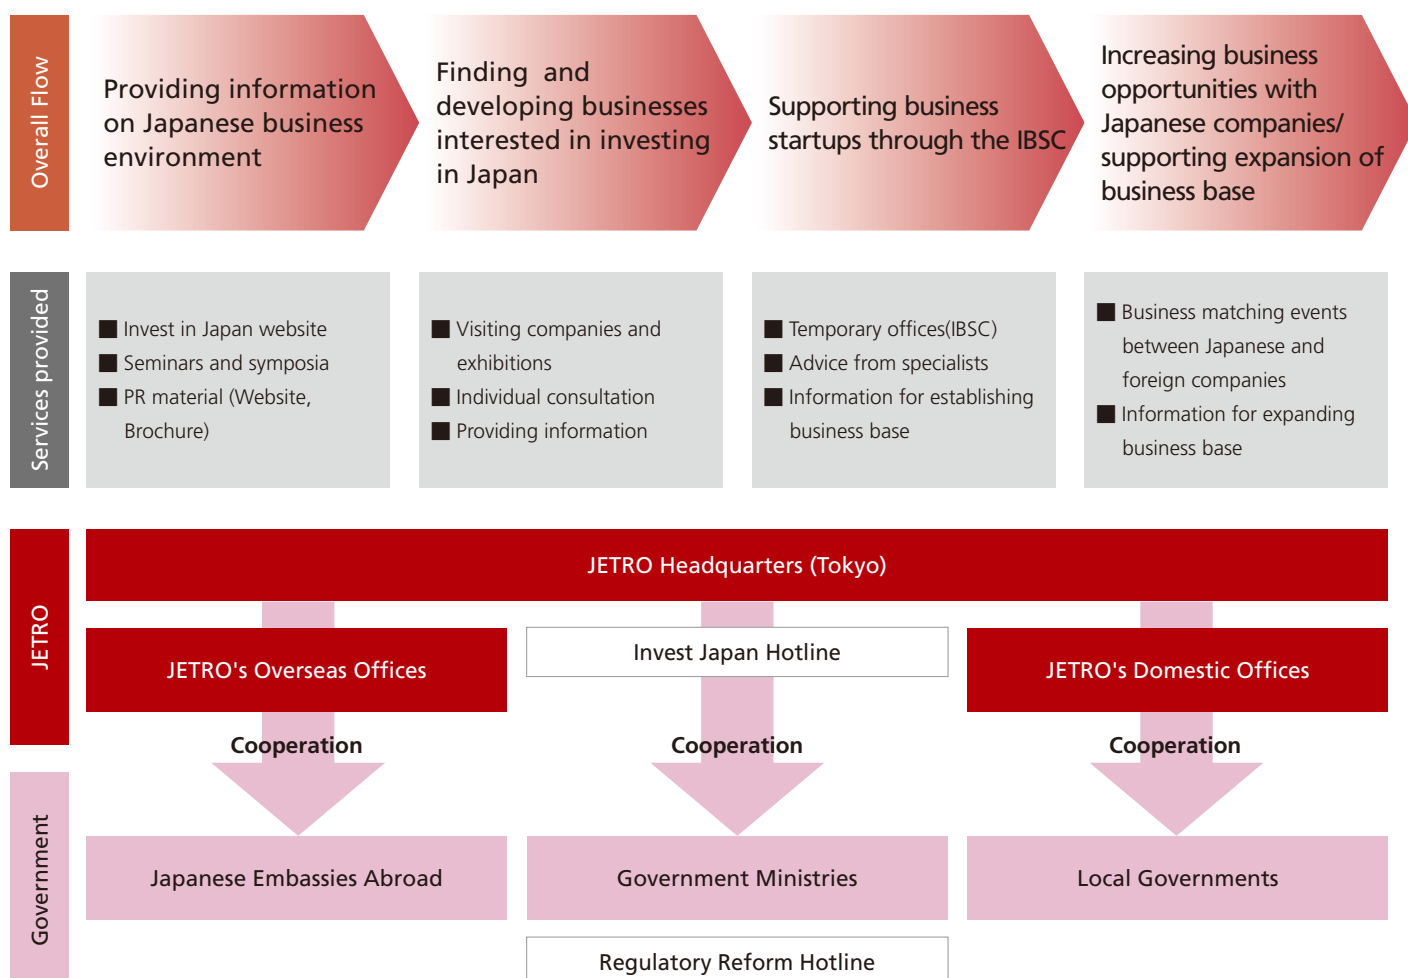 Overall Flow
Providing information
on Japanese business
environment
Finding and
developing businesses
interested in investing
in Japan
Supporting business
startups through the IBSC
Increasing business
opportunities with
Japanese companies/
supporting expansion of
business base
Services provided
■ Invest in Japan website
■ Seminars and symposia
■ PR material (Website,
Brochure)
■ Visiting companies and
exhibitions
■ Individual consultation
■ Providing information
■ Temporary offices(IBSC)
■ Advice from specialists
■ Information for establishing
business base
■ Business matching events
between Japanese and
foreign companies
■ Information for expanding
business base
JETRO
JETRO Headquarters (Tokyo)
JETRO's Overseas Offices
Invest Japan Hotline
JETRO's Domestic Offices
Cooperation
Cooperation
Cooperation
Government
Japanese Embassies Abroad
Government Ministries
Local Governments
Regulatory Reform Hotline